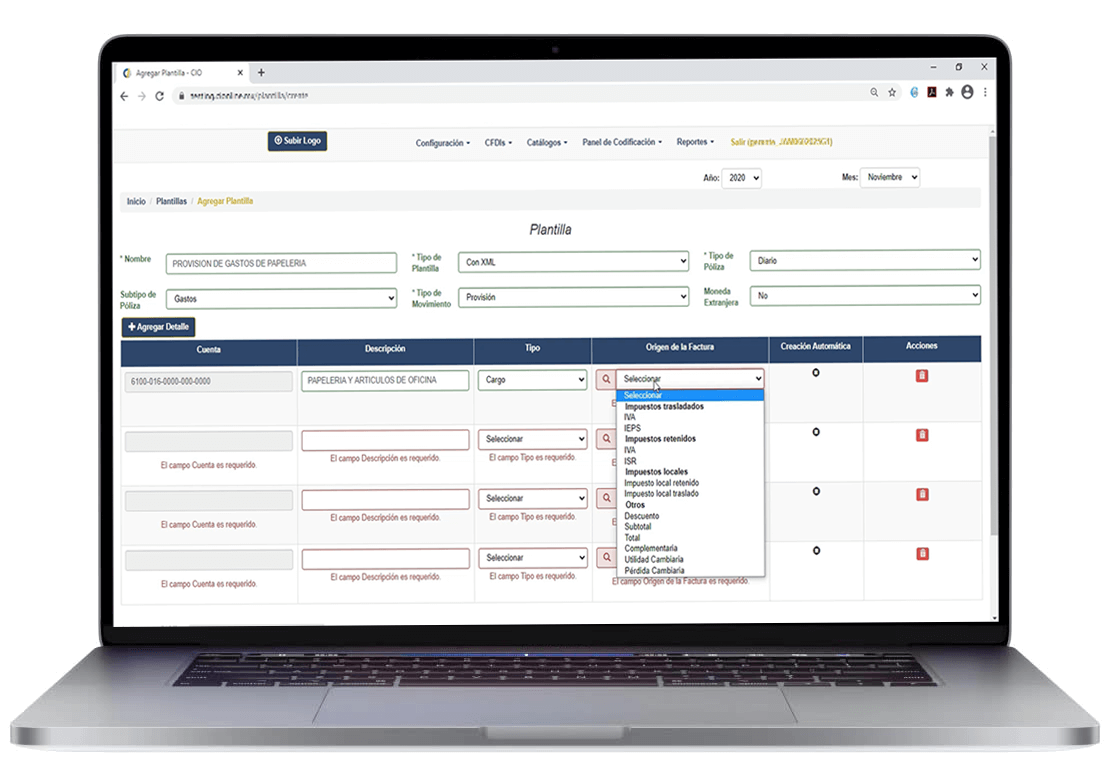 Agregar Plantilla - CIO
Subir Logo
Configuración
CFDIs
Catálogos
Panel de Codificación
Reportes
Salir
Año: 2020
Mes: Noviembre
Inicio / Plantillas / Agregar Plantilla
Plantilla
* Nombre
PROVISION DE GASTOS DE PAPELERIA
* Tipo de
Plantilla
Con XML
* Tipo de
Póliza
Diario
Subtipo de
Póliza
Gastos
* Tipo de
Movimiento
Provisión
Moneda
Extranjera
No
+ Agregar Detalle
Cuenta
Descripción
Tipo
Origen de la Factura
Creación Automática
Acciones
6100-016-0000-000-0000
PAPELERIA Y ARTICULOS DE OFICINA
Cargo
Seleccionar
Seleccionar
Impuestos trasladados
IVA
IEPS
Impuestos retenidos
IVA
ISR
Impuestos locales
Impuesto local retenido
Impuesto local traslado
Otros
Descuento
Subtotal
Total
Complementaria
Utilidad Cambiaria
Pérdida Cambiaria
Seleccionar
El campo Cuenta es requerido.
El campo Descripción es requerido.
El campo Tipo es requerido.
Seleccionar
El campo Cuenta es requerido.
El campo Descripción es requerido.
El campo Tipo es requerido.
Seleccionar
El campo Cuenta es requerido.
El campo Descripción es requerido.
El campo Tipo es requerido.
El campo Origen de la Factura es requerido.